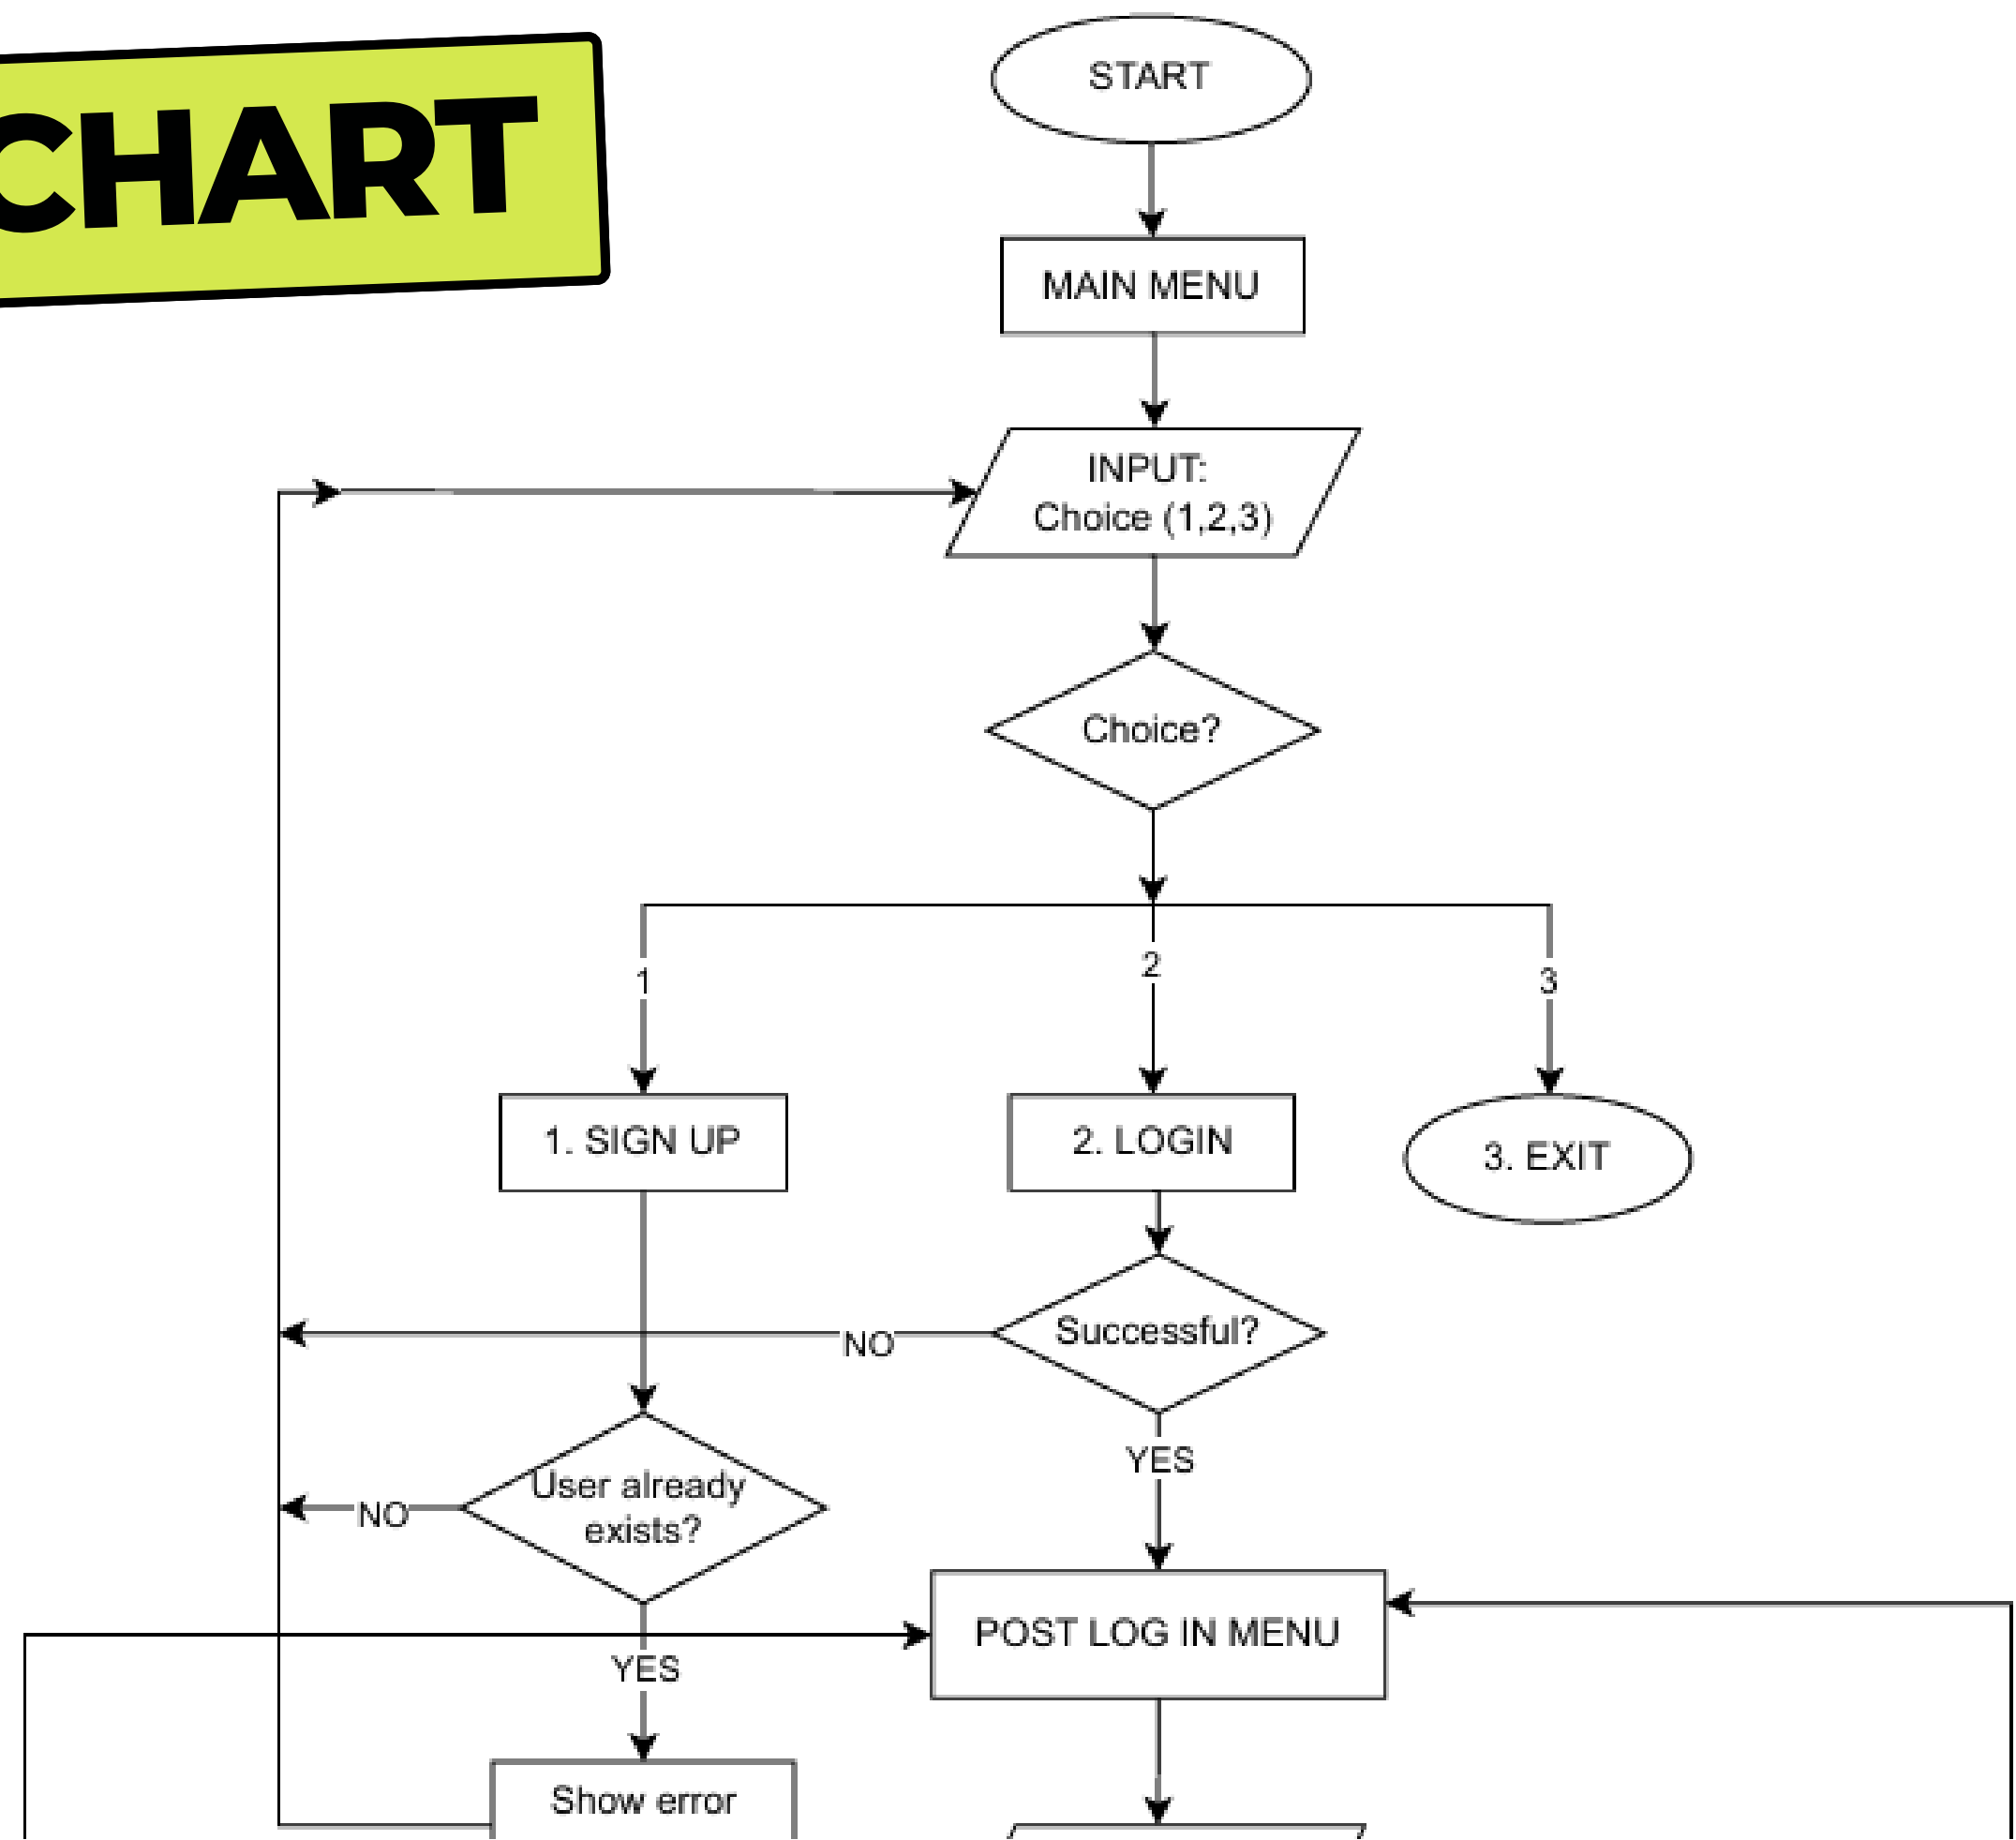 CHART
START
MAIN MENU
INPUT:
Choice (1,2,3)
Choice?
1
2
3
1. SIGN UP
2. LOGIN
3. EXIT
Successful?
NO
YES
User already
exists?
NO
YES
POST LOG IN MENU
Show error